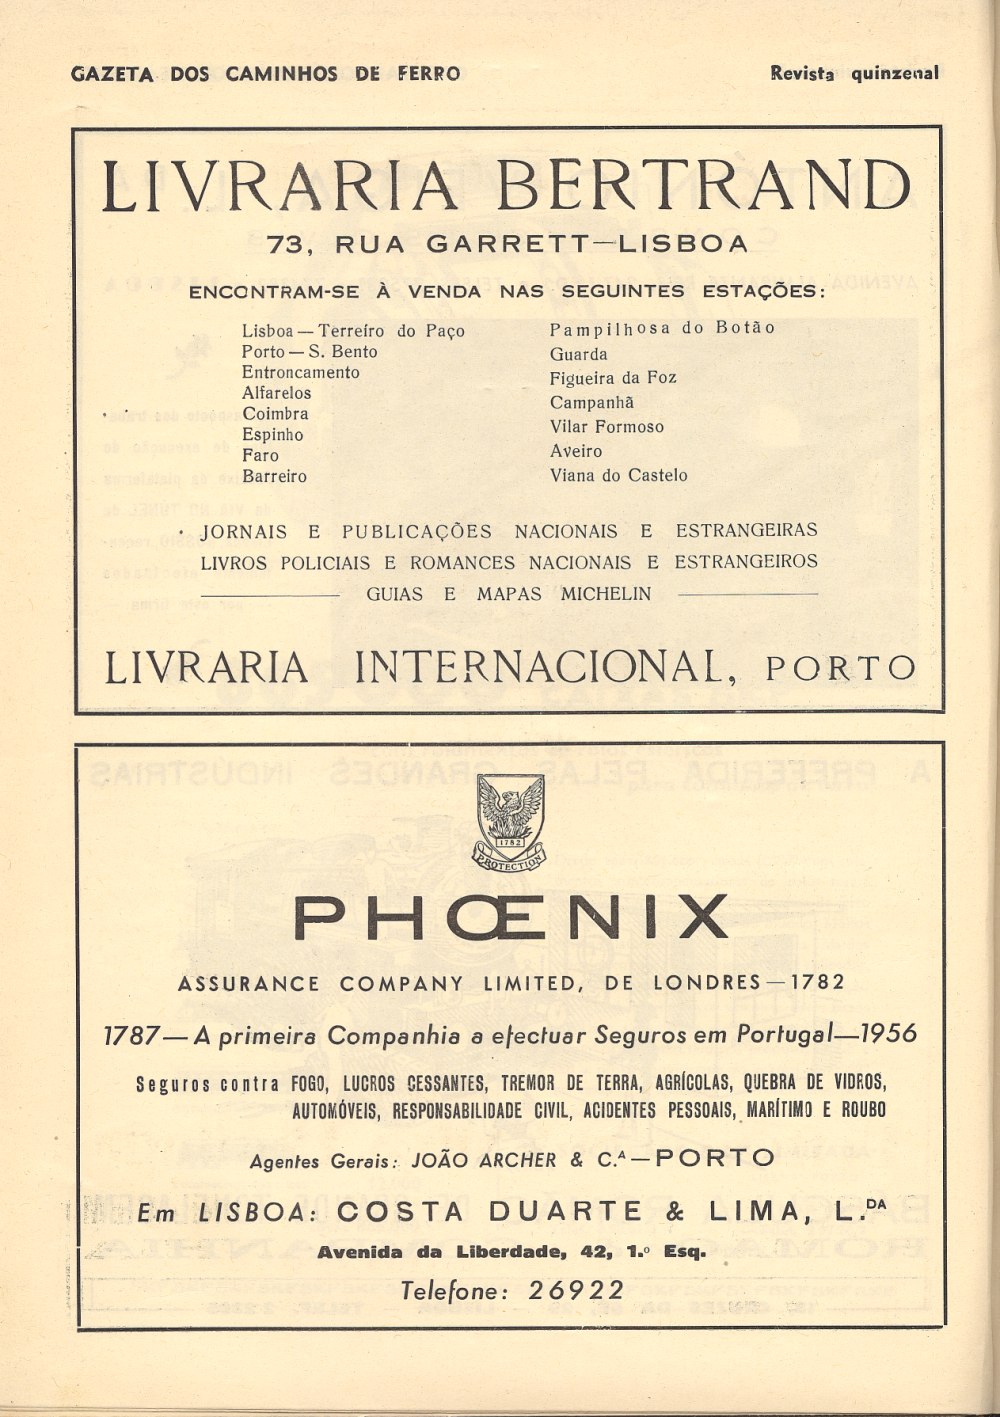 GAZETA DOS CAMINHOS DE FERRO
Revista quinzenal
LIVRARIA BERTRAND
73, RUA GARRETT—LISBOA
ENCONTRAM-SE À VENDA NAS SEGUINTES ESTAÇÕES:
Lisboa — Terreiro do Paço
Porto — S. Bento
Entroncamento
Alfarelos
Coimbra
Espinho
Faro
Barreiro
Pampilhosa do Botão
Guarda
Figueira da Foz
Campanhã
Vilar Formoso
Aveiro
Viana do Castelo
JORNAIS E PUBLICAÇÕES NACIONAIS E ESTRANGEIRAS
LIVROS POLICIAIS E ROMANCES NACIONAIS E ESTRANGEIROS
GUIAS E MAPAS MICHELIN
LIVRARIA INTERNACIONAL, PORTO
1782
PROTECTION
PHŒNIX
ASSURANCE COMPANY LIMITED, DE LONDRES—1782
1787—A primeira Companhia a efectuar Seguros em Portugal—1956
Seguros contra FOGO, LUCROS CESSANTES, TREMOR DE TERRA, AGRÍCOLAS, QUEBRA DE VIDROS,
AUTOMÓVEIS, RESPONSABILIDADE CIVIL, ACIDENTES PESSOAIS, MARÍTIMO E ROUBO
Agentes Gerais: JOÃO ARCHER & C.ᴬ—PORTO
Em LISBOA: COSTA DUARTE & LIMA, L.ᴰᴬ
Avenida da Liberdade, 42, 1.º Esq.
Telefone: 26922